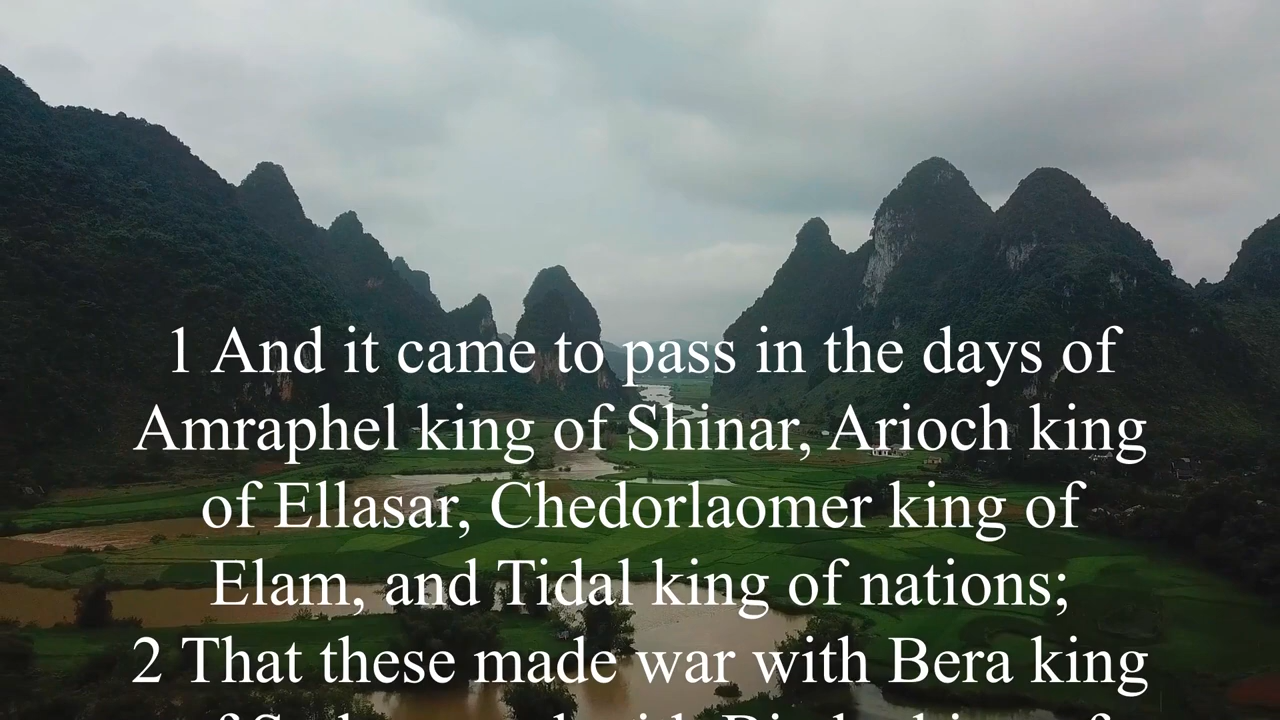 1 And it came to pass in the days of
Amraphel king of Shinar, Arioch king
of Ellasar, Chedorlaomer king of
Elam, and Tidal king of nations;
2 That these made war with Bera king